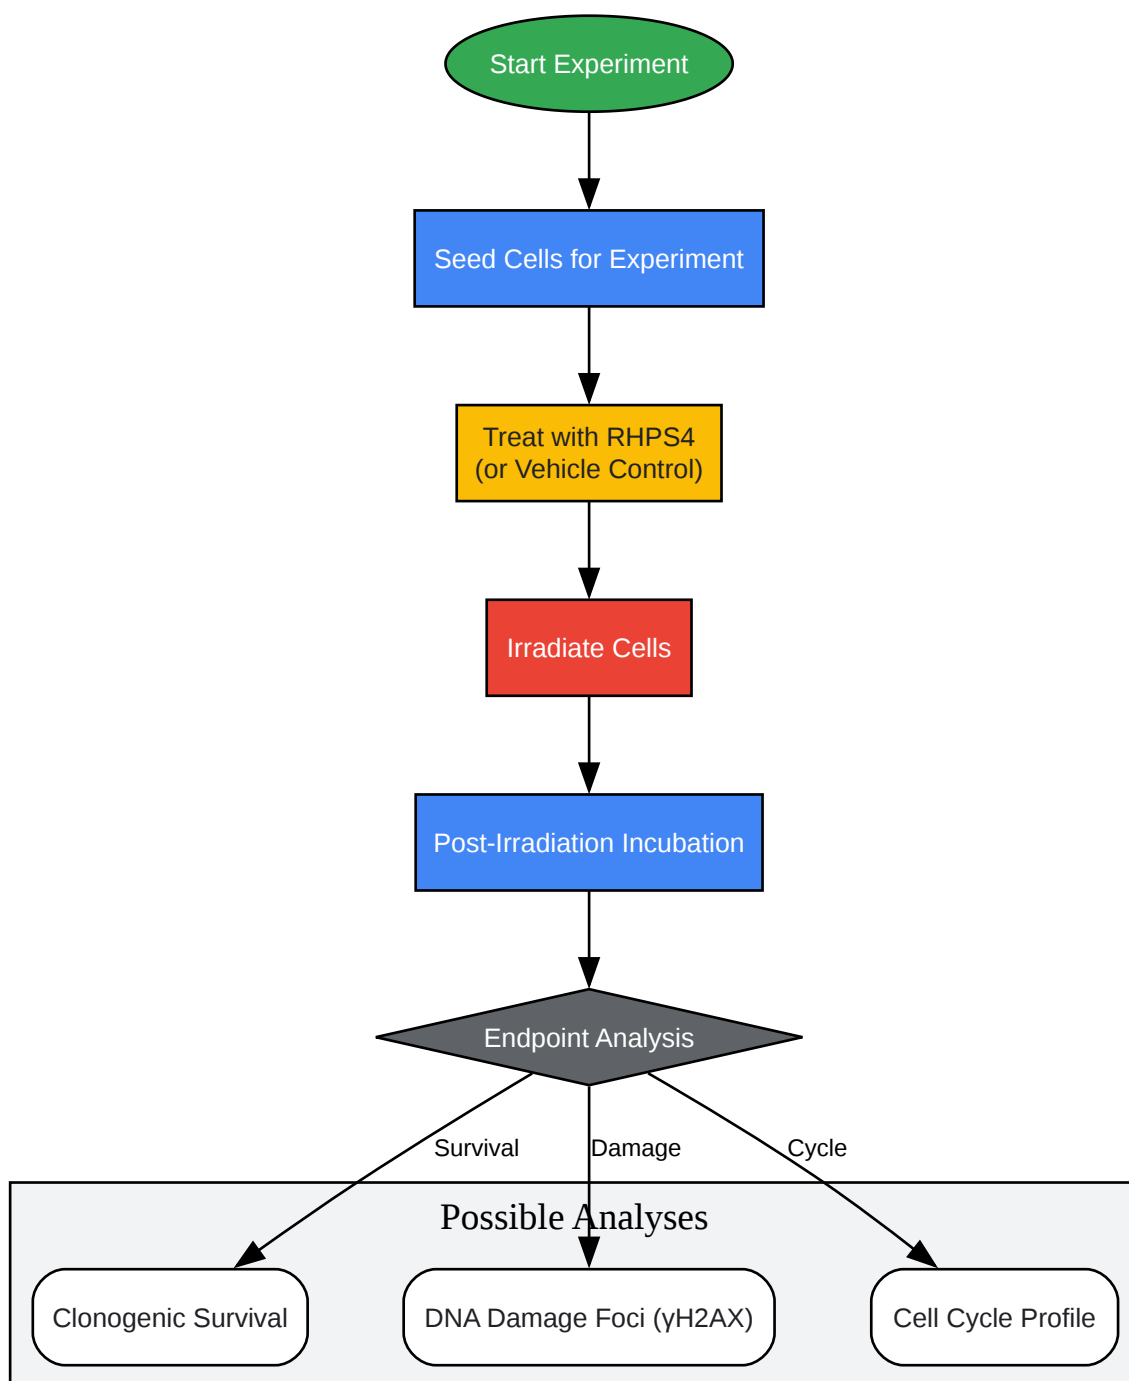 Start Experiment
Seed Cells for Experiment
Treat with RHPS4
(or Vehicle Control)
Irradiate Cells
Post-Irradiation Incubation
Endpoint Analysis
Survival
Damage
Cycle
Possible Analyses
Clonogenic Survival
DNA Damage Foci (γH2AX)
Cell Cycle Profile